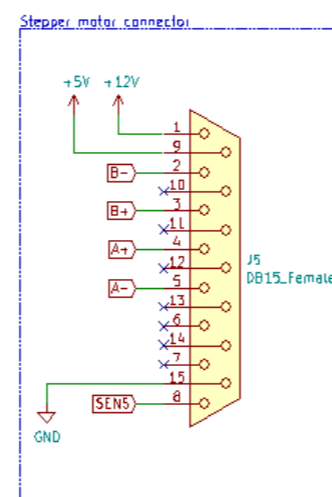 Stepper motor connector
+5V +12V
1
9
B- 2
10
B+ 3
11
A+ 4
12
J5
A- 5
DB15_Female
13
6
14
7
15
SENS 8
GND